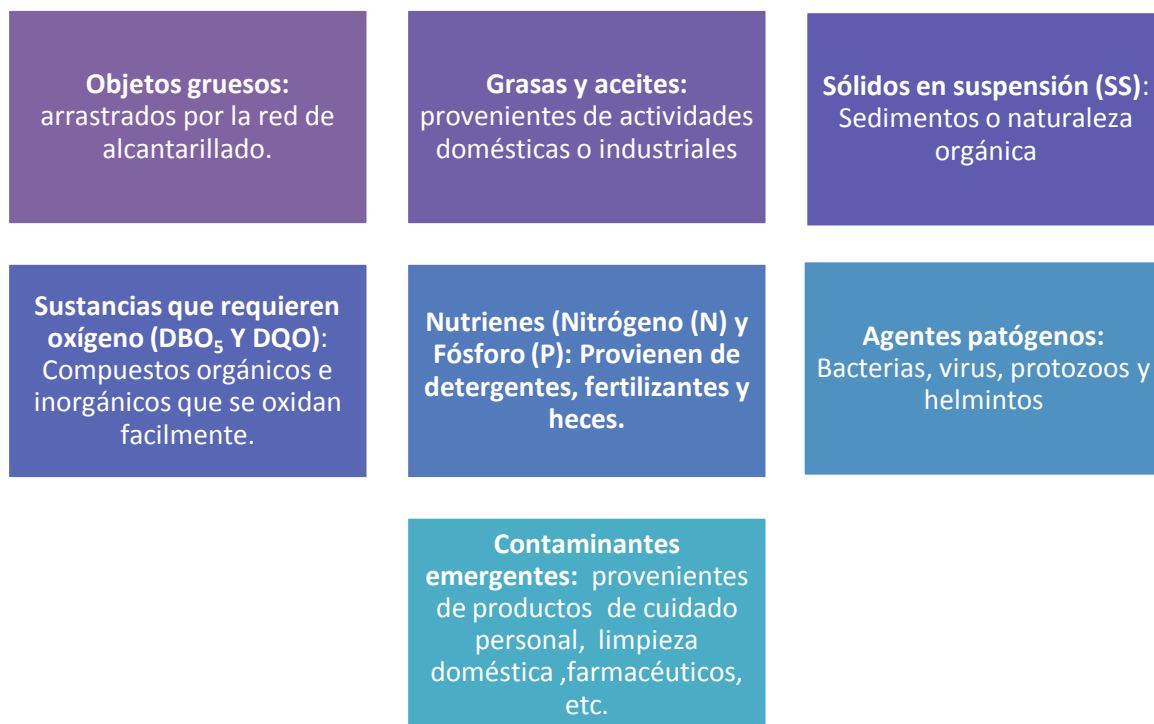 Objetos gruesos:
arrastrados por la red de
alcantarillado.
Grasas y aceites:
provenientes de actividades
domésticas o industriales
Sólidos en suspensión (SS):
Sedimentos o naturaleza
orgánica
Sustancias que requieren
oxígeno (DBO₅ Y DQO):
Compuestos orgánicos e
inorgánicos que se oxidan
facilmente.
Nutrienes (Nitrógeno (N) y
Fósforo (P): Provienen de
detergentes, fertilizantes y
heces.
Agentes patógenos:
Bacterias, virus, protozoos y
helmintos
Contaminantes
emergentes: provenientes
de productos de cuidado
personal, limpieza
doméstica ,farmacéuticos,
etc.